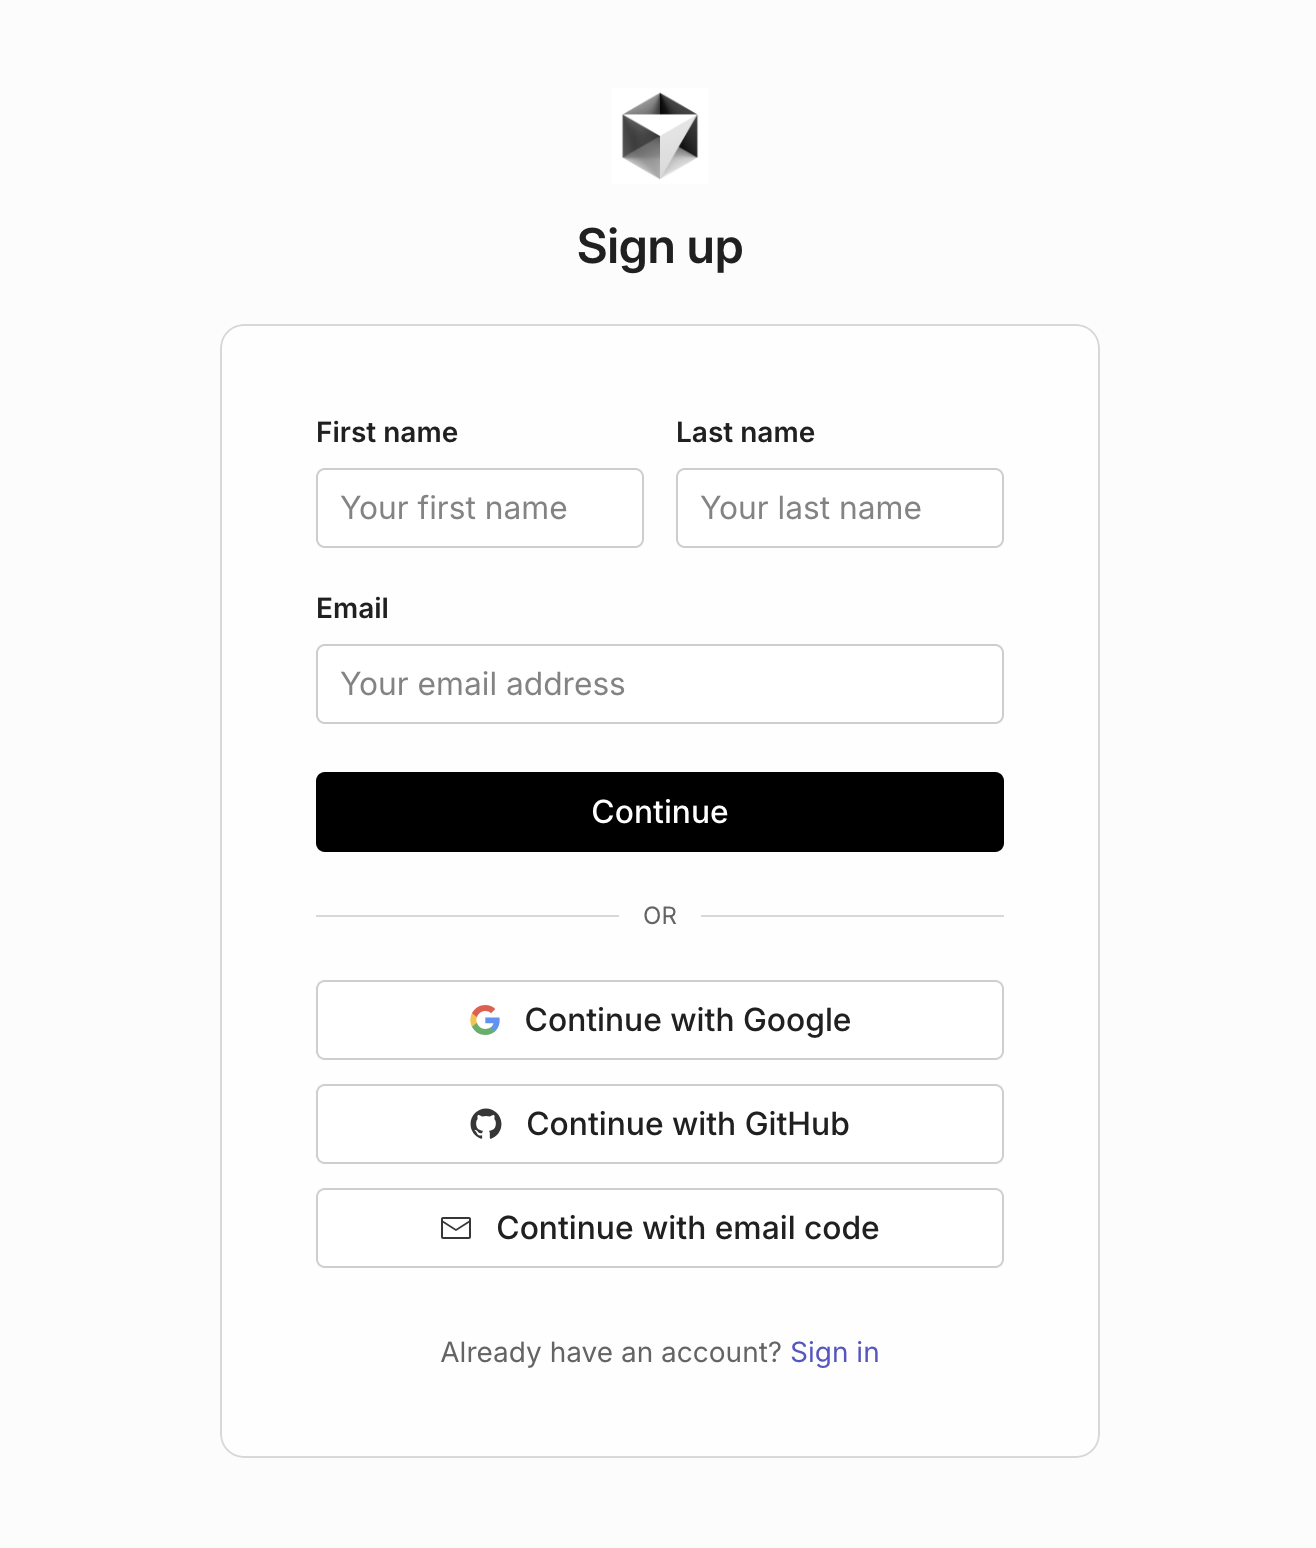 Sign up
First name Last name
Your first name Your last name
Email
Your email address
Continue
OR
Continue with Google
Continue with GitHub
Continue with email code
Already have an account? Sign in